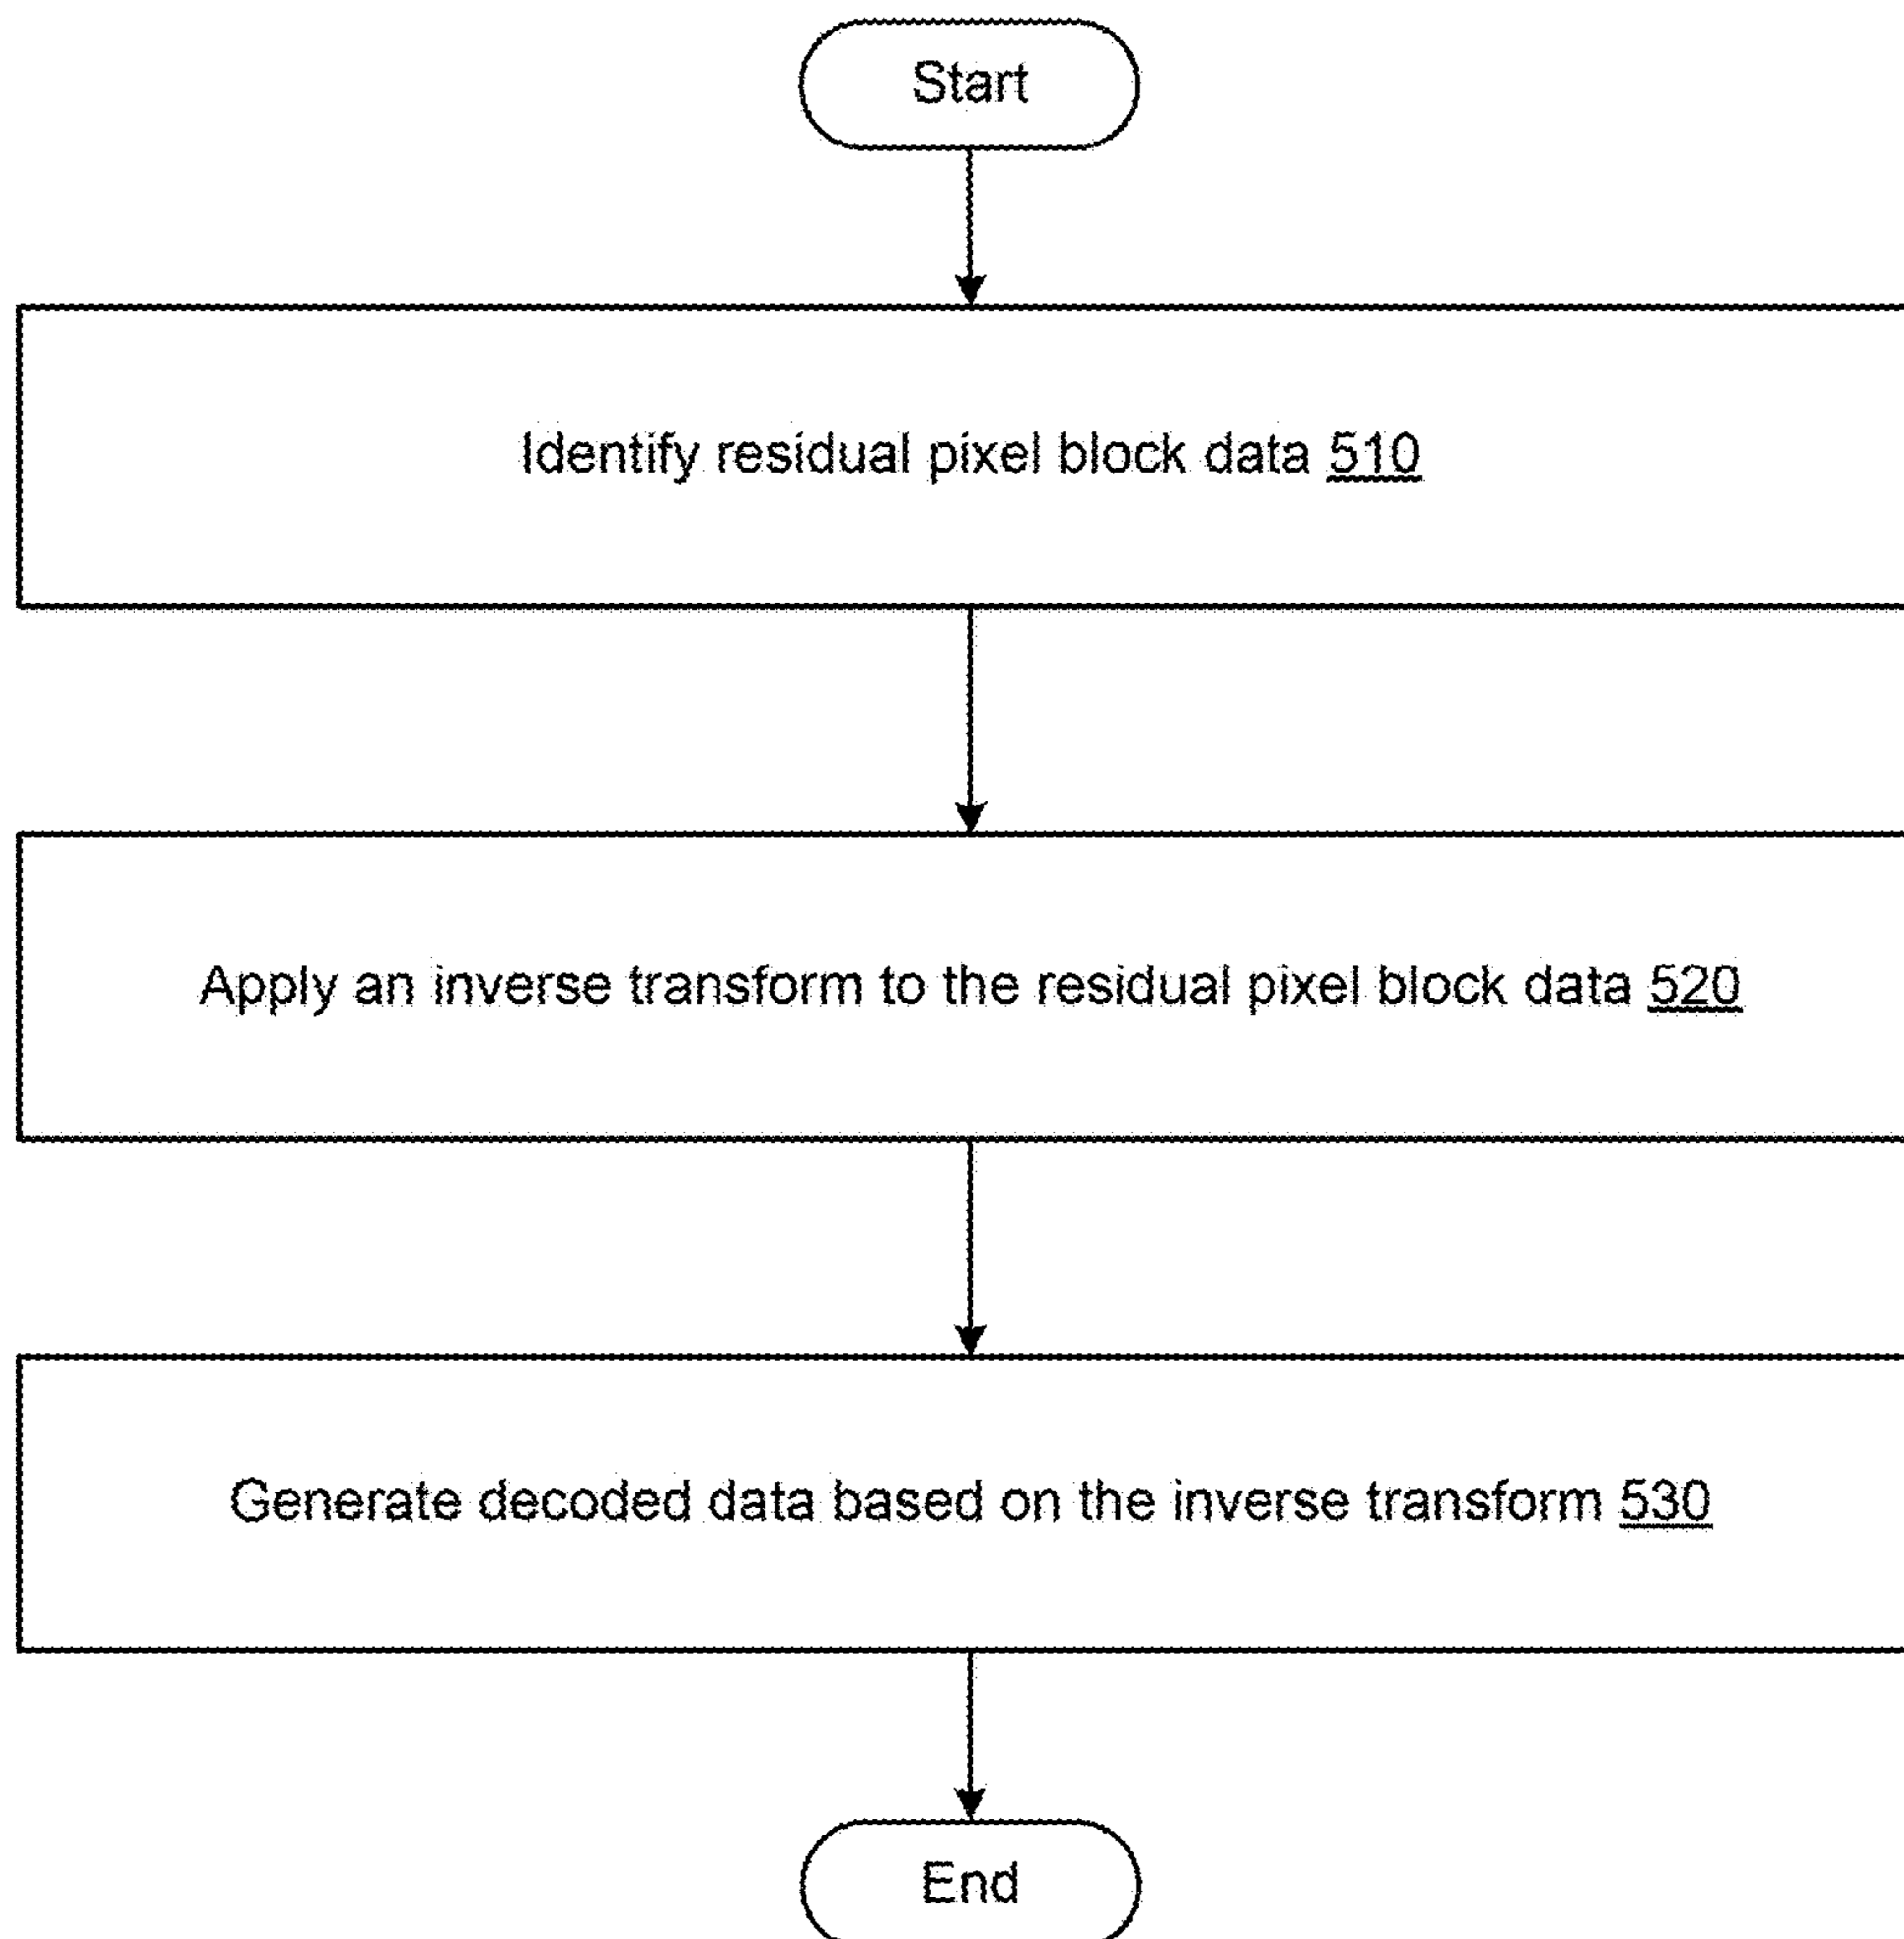 Start
Identify residual pixel block data 510
Apply an inverse transform to the residual pixel block data 520
Generate decoded data based on the inverse transform 530
End